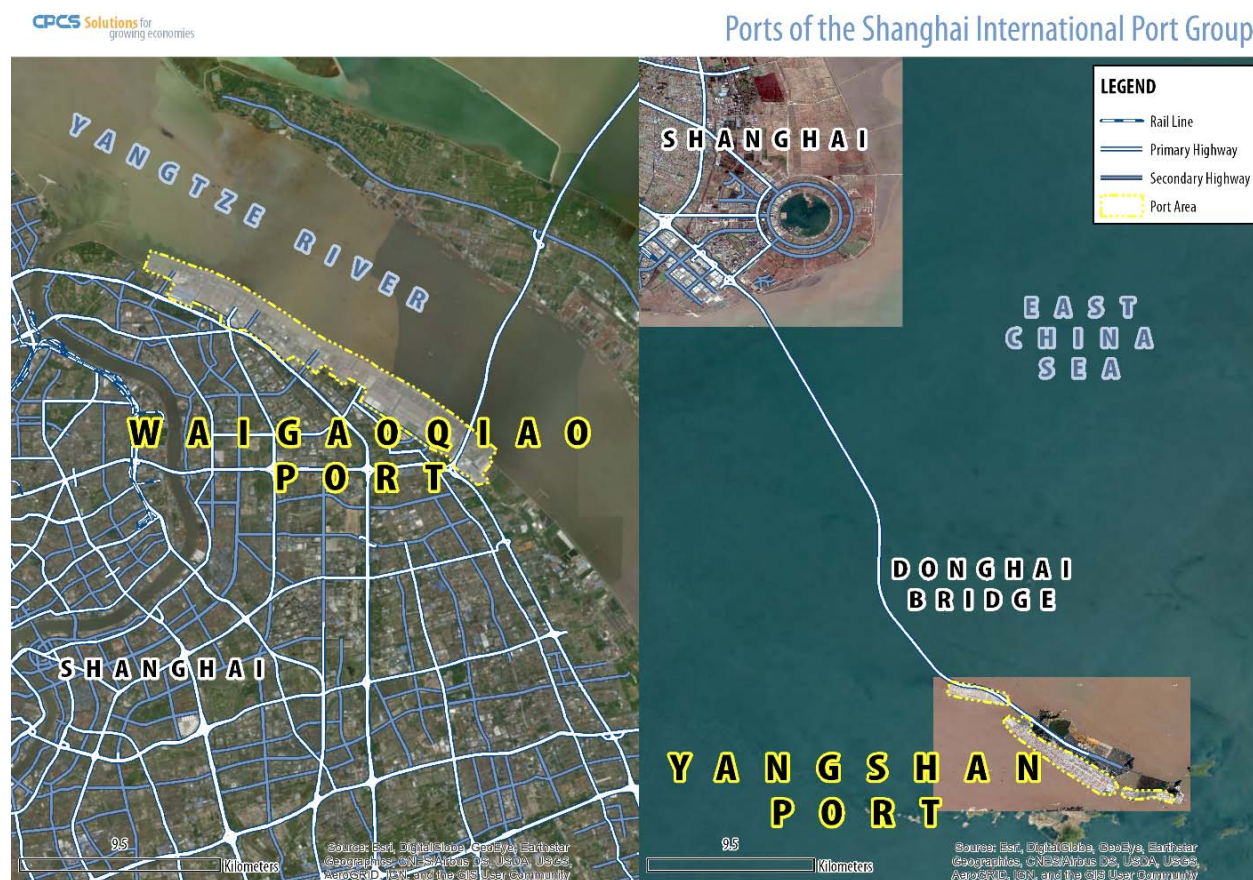 CPCS Solutions for
growing economies
Ports of the Shanghai International Port Group
YANGTZE RIVER
WAIGAOQIAO
PORT
SHANGHAI
9.5
Kilometers
Source: Esri, DigitalGlobe, GeoEye, Earthstar
Geographics, CNES/Airbus DS, USDA, USGS,
AeroGRID, IGN, and the GIS User Community
SHANGHAI
LEGEND
Rail Line
Primary Highway
Secondary Highway
Port Area
EAST
CHINA
SEA
DONGHAI
BRIDGE
YANGSHAN
PORT
9.5
Kilometers
Source: Esri, DigitalGlobe, GeoEye, Earthstar
Geographics, CNES/Airbus DS, USDA, USGS,
AeroGRID, IGN, and the GIS User Community